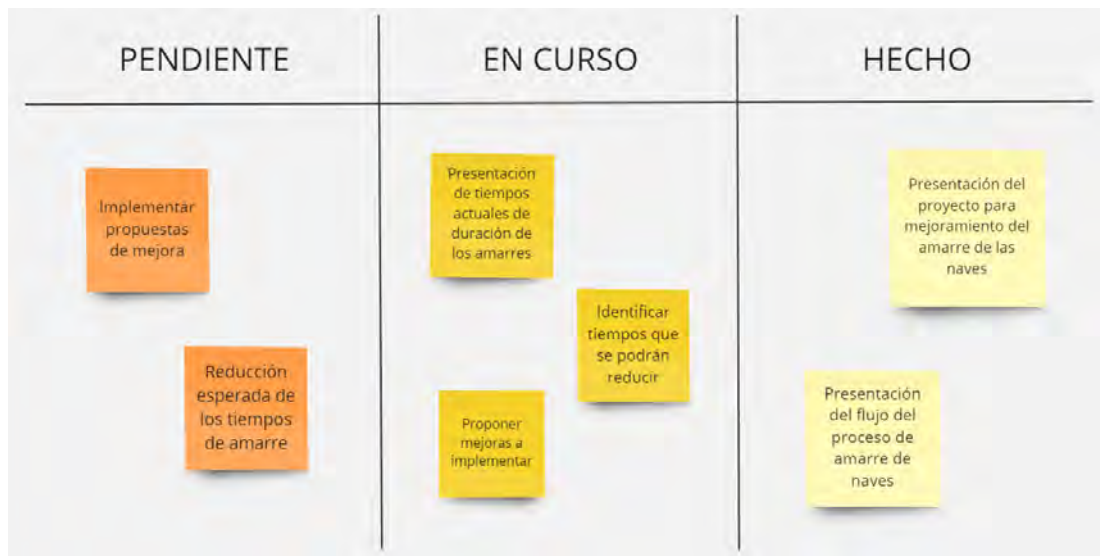 PENDIENTE
EN CURSO
HECHO
Implementar
propuestas
de mejora
Reducción
esperada de
los tiempos
de amarre
Presentación
de tiempos
actuales de
duración de
los amarres
Identificar
tiempos que
se podrán
reducir
Proponer
mejoras a
implementar
Presentación del
proyecto para
mejoramiento del
amarre de las
naves
Presentación
del flujo del
proceso de
amarre de
naves